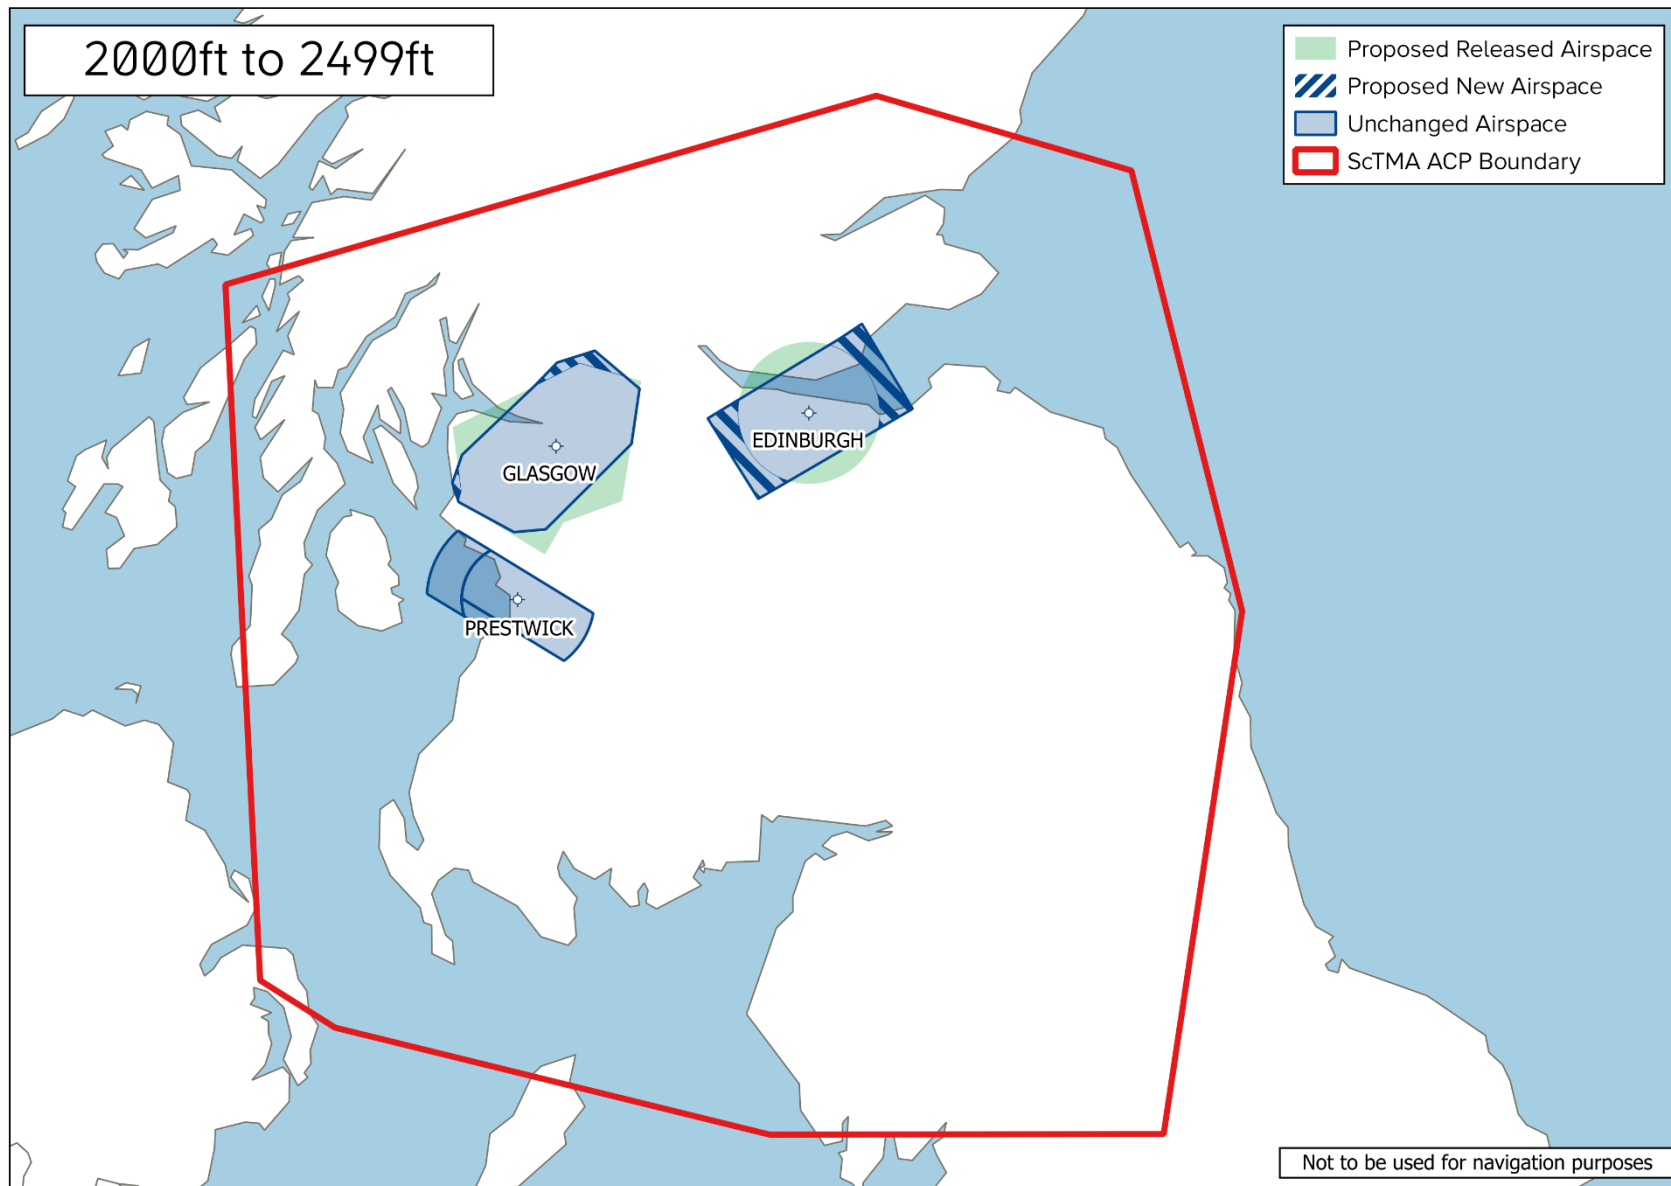 2000ft to 2499ft
Proposed Released Airspace
Proposed New Airspace
Unchanged Airspace
ScTMA ACP Boundary
EDINBURGH
GLASGOW
PRESTWICK
Not to be used for navigation purposes